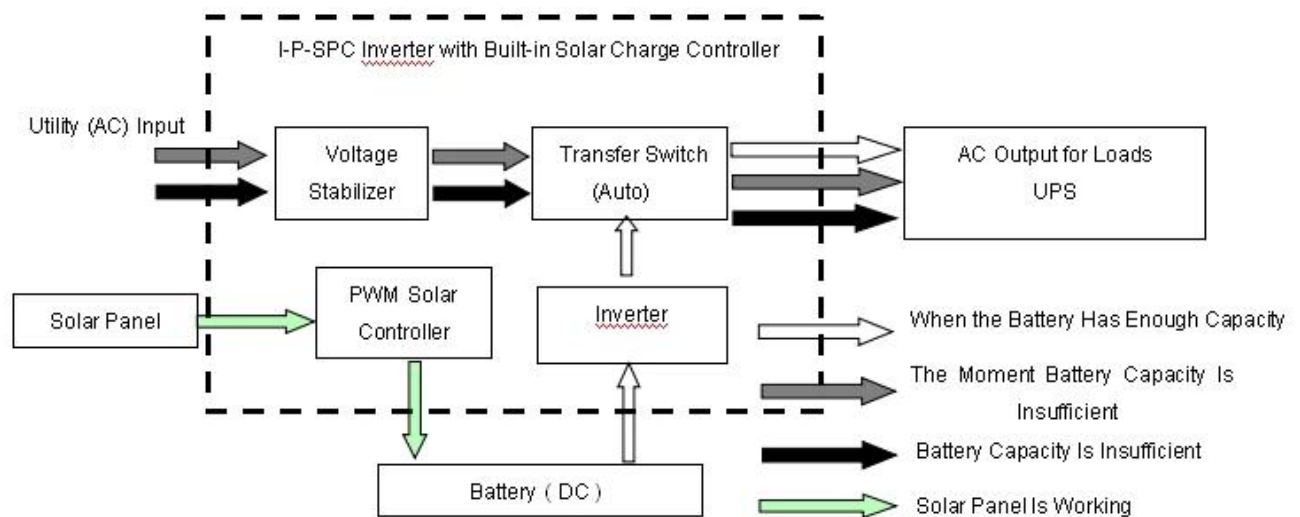 I-P-SPC Inverter with Built-in Solar Charge Controller
Utility (AC) Input
Voltage
Stabilizer
Transfer Switch
(Auto)
AC Output for Loads
UPS
Solar Panel
PWM Solar
Controller
Inverter
When the Battery Has Enough Capacity
The Moment Battery Capacity Is
Insufficient
Battery Capacity Is Insufficient
Battery ( DC )
Solar Panel Is Working